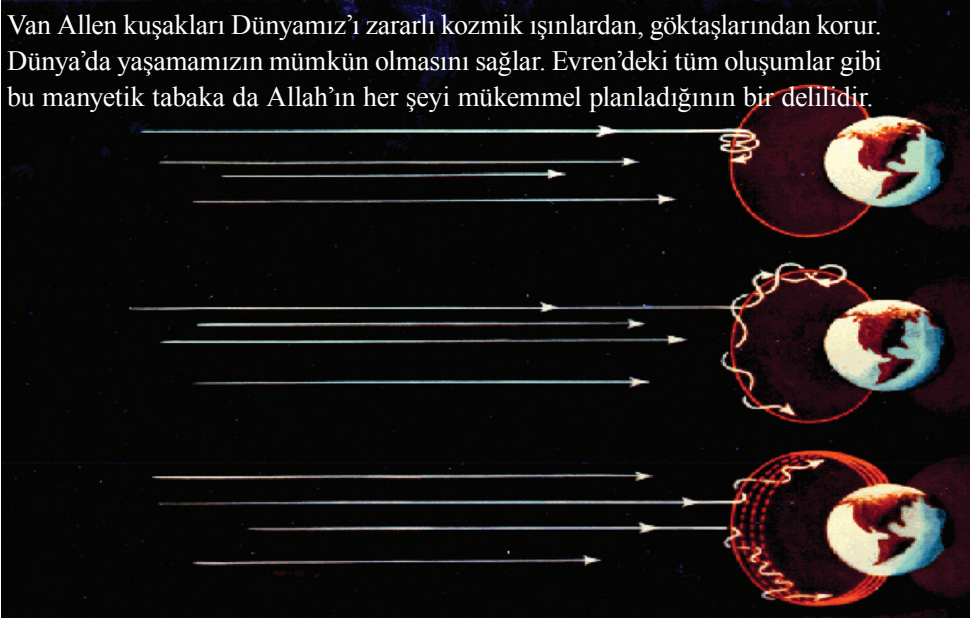 Van Allen kuşakları Dünyamız’ı zararlı kozmik ışınlardan, göktaşlarından korur.
Dünya’da yaşamamızın mümkün olmasını sağlar. Evren’deki tüm oluşumlar gibi
bu manyetik tabaka da Allah’ın her şeyi mükemmel planladığının bir delilidir.